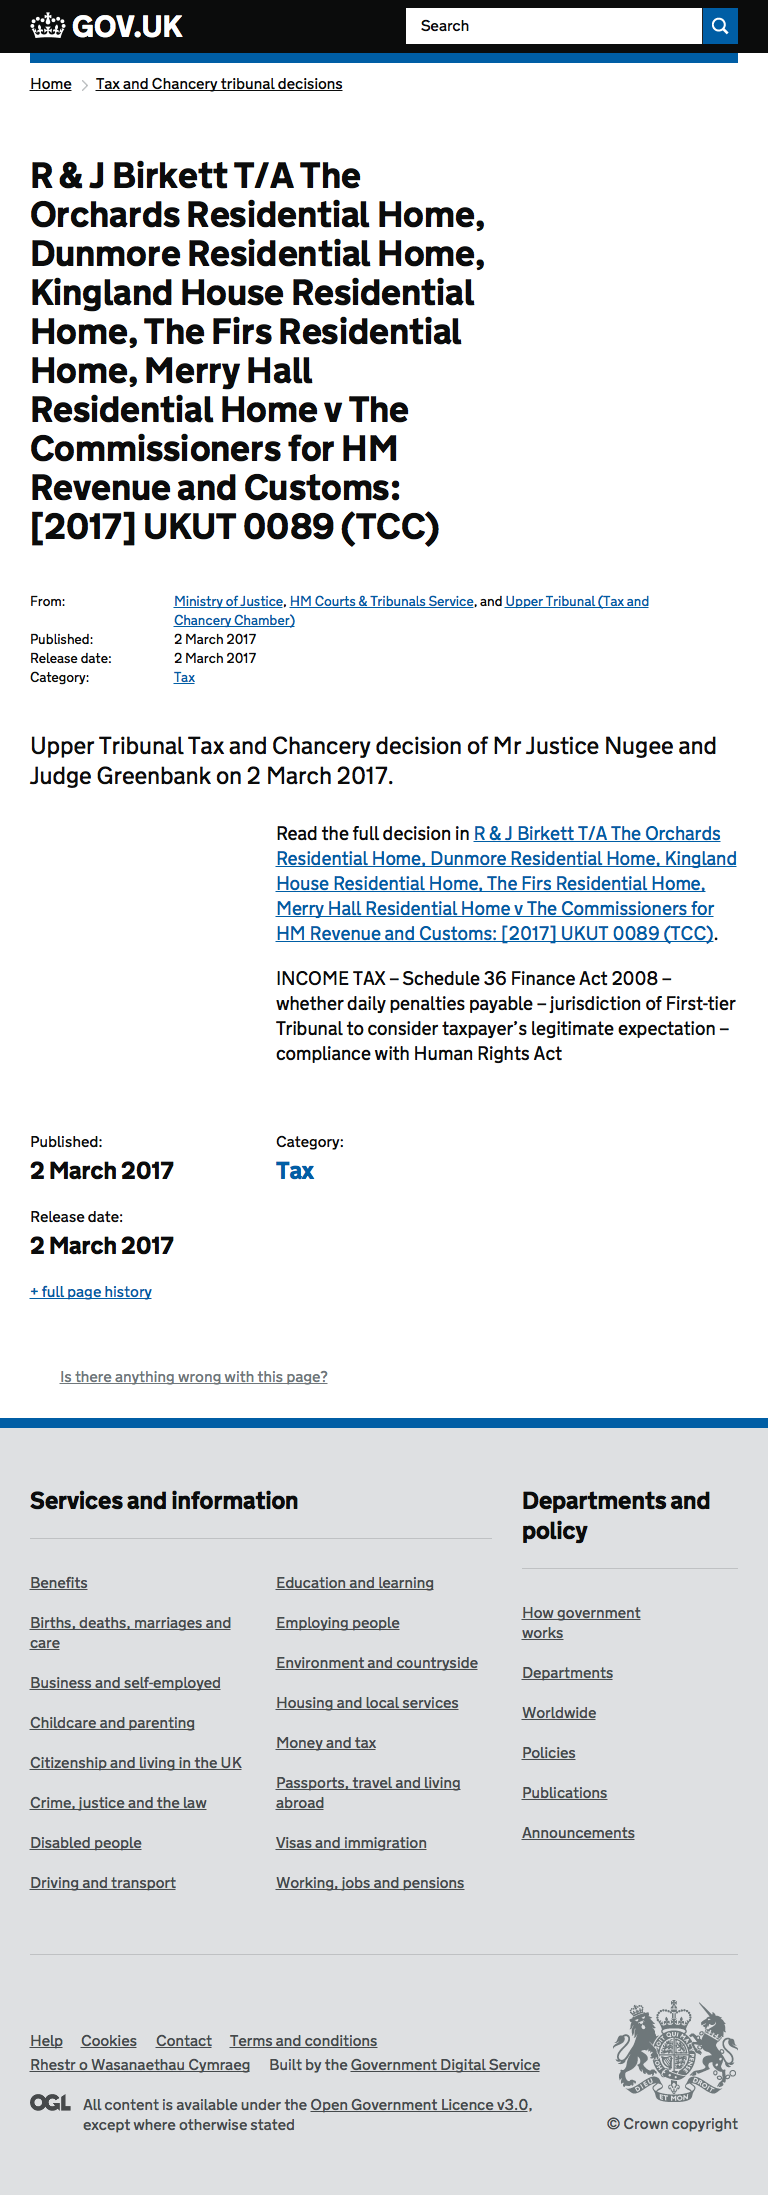 GOV.UK
Search
Home
Tax and Chancery tribunal decisions
R & J Birkett T/A The
Orchards Residential Home,
Dunmore Residential Home,
Kingland House Residential
Home, The Firs Residential
Home, Merry Hall
Residential Home v The
Commissioners for HM
Revenue and Customs:
[2017] UKUT 0089 (TCC)
From: Ministry of Justice, HM Courts & Tribunals Service, and Upper Tribunal (Tax and
Chancery Chamber)
Published: 2 March 2017
Release date: 2 March 2017
Category: Tax
Upper Tribunal Tax and Chancery decision of Mr Justice Nugee and
Judge Greenbank on 2 March 2017.
Read the full decision in R & J Birkett T/A The Orchards
Residential Home, Dunmore Residential Home, Kingland
House Residential Home, The Firs Residential Home,
Merry Hall Residential Home v The Commissioners for
HM Revenue and Customs: [2017] UKUT 0089 (TCC).
INCOME TAX – Schedule 36 Finance Act 2008 –
whether daily penalties payable – jurisdiction of First-tier
Tribunal to consider taxpayer’s legitimate expectation –
compliance with Human Rights Act
Published:
2 March 2017
Category:
Tax
Release date:
2 March 2017
+ full page history
Is there anything wrong with this page?
Services and information
Benefits
Births, deaths, marriages and
care
Business and self-employed
Childcare and parenting
Citizenship and living in the UK
Crime, justice and the law
Disabled people
Driving and transport
Education and learning
Employing people
Environment and countryside
Housing and local services
Money and tax
Passports, travel and living
abroad
Visas and immigration
Working, jobs and pensions
Departments and
policy
How government
works
Departments
Worldwide
Policies
Publications
Announcements
Help Cookies Contact Terms and conditions
Rhestr o Wasanaethau Cymraeg Built by the Government Digital Service
OGL All content is available under the Open Government Licence v3.0,
except where otherwise stated
DIEU ET MON DROIT
© Crown copyright